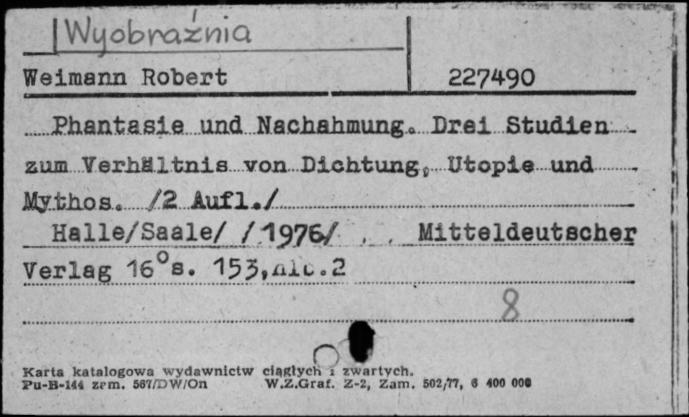 Wyobraźnia
Weimann Robert 227490
Phantasie und Nachahmung. Drei Studien
zum Verhältnis von Dichtung, Utopie und
Mythos. /2 Aufl./
Halle/Saale/ /1976/ Mitteldeutscher
Verlag 16° s. 153, nlb. 2
8
Karta katalogowa wydawnictw ciągłych i zwartych.
Pu-B-144 zrm. 567/DW/On W.Z.Graf. Z-2, Zam. 502/77, 6 400 000